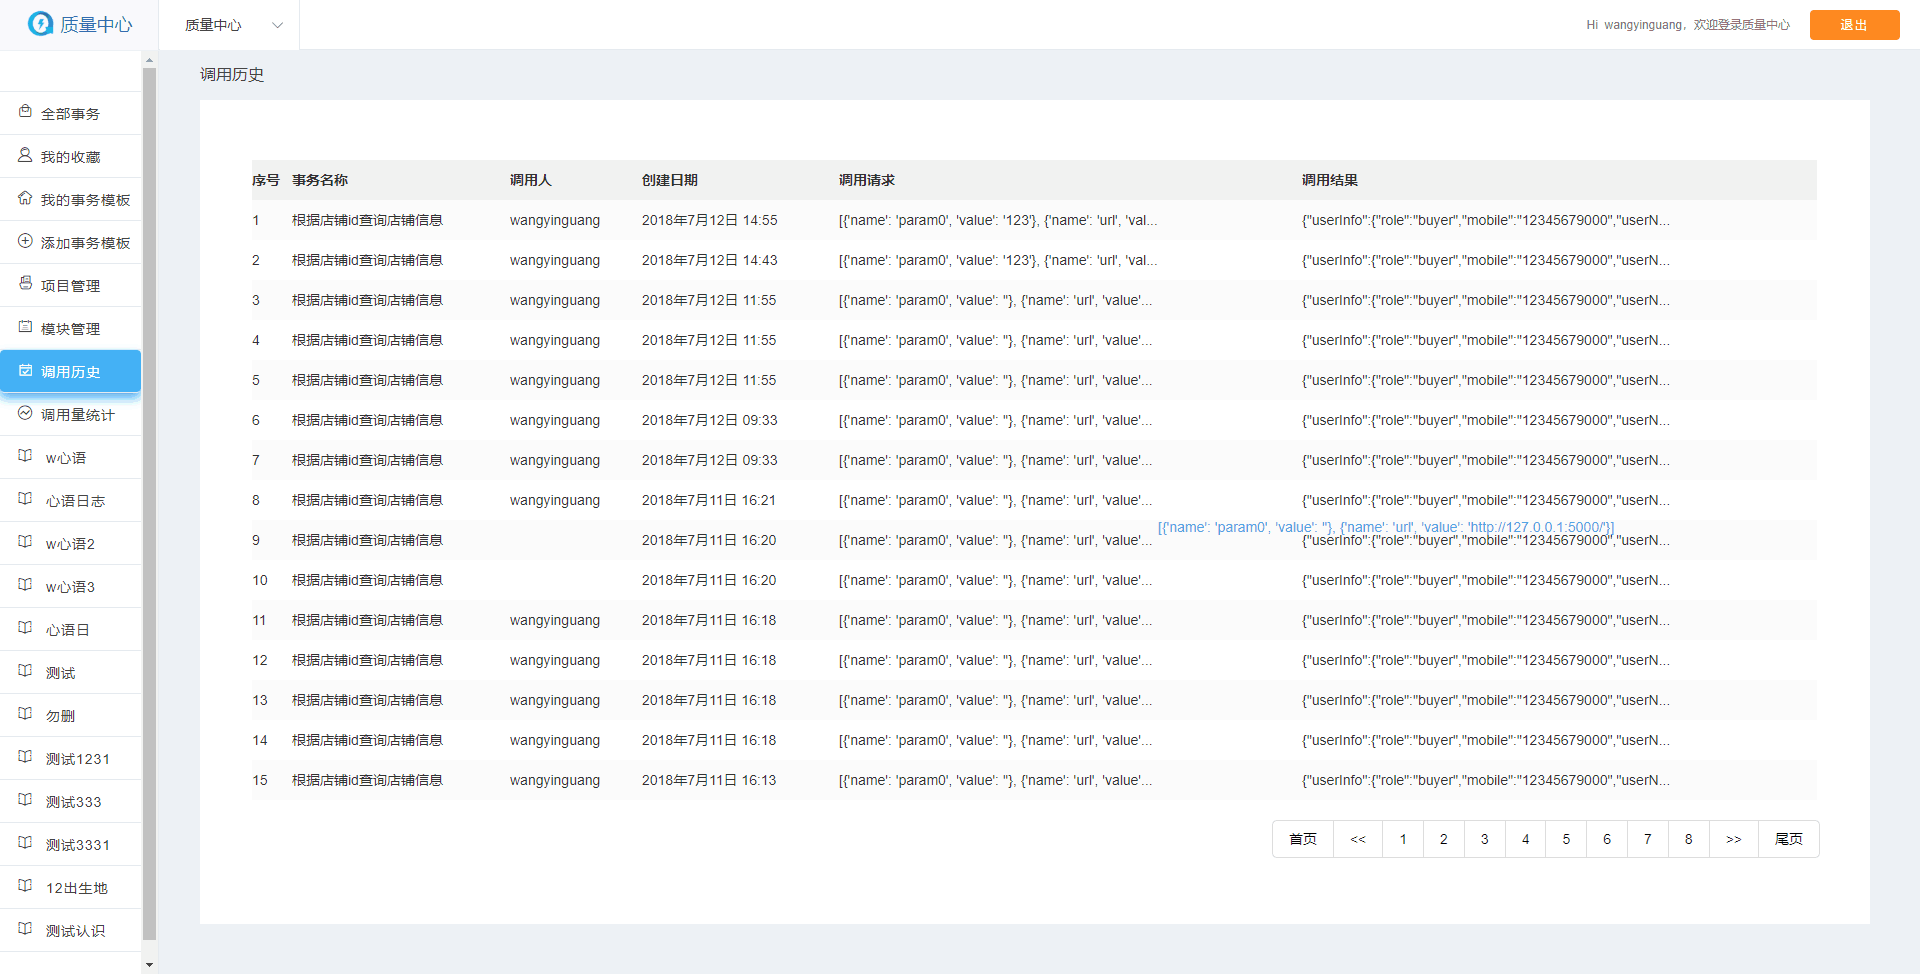 质量中心
质量中心
Hi wangyinguang，欢迎登录质量中心
退出
全部事务
我的收藏
我的事务模板
添加事务模板
项目管理
模块管理
调用历史
调用量统计
w心语
心语日志
w心语2
w心语3
心语日
测试
勿删
测试1231
测试333
测试3331
12出生地
测试认识
调用历史
序号 事务名称 调用人 创建日期 调用请求 调用结果
1 根据店铺id查询店铺信息 wangyinguang 2018年7月12日 14:55 [{'name': 'param0', 'value': '123'}, {'name': 'url', 'val... {"userInfo":{"role":"buyer","mobile":"12345679000","userN...
2 根据店铺id查询店铺信息 wangyinguang 2018年7月12日 14:43 [{'name': 'param0', 'value': '123'}, {'name': 'url', 'val... {"userInfo":{"role":"buyer","mobile":"12345679000","userN...
3 根据店铺id查询店铺信息 wangyinguang 2018年7月12日 11:55 [{'name': 'param0', 'value': ''}, {'name': 'url', 'value'... {"userInfo":{"role":"buyer","mobile":"12345679000","userN...
4 根据店铺id查询店铺信息 wangyinguang 2018年7月12日 11:55 [{'name': 'param0', 'value': ''}, {'name': 'url', 'value'... {"userInfo":{"role":"buyer","mobile":"12345679000","userN...
5 根据店铺id查询店铺信息 wangyinguang 2018年7月12日 11:55 [{'name': 'param0', 'value': ''}, {'name': 'url', 'value'... {"userInfo":{"role":"buyer","mobile":"12345679000","userN...
6 根据店铺id查询店铺信息 wangyinguang 2018年7月12日 09:33 [{'name': 'param0', 'value': ''}, {'name': 'url', 'value'... {"userInfo":{"role":"buyer","mobile":"12345679000","userN...
7 根据店铺id查询店铺信息 wangyinguang 2018年7月12日 09:33 [{'name': 'param0', 'value': ''}, {'name': 'url', 'value'... {"userInfo":{"role":"buyer","mobile":"12345679000","userN...
8 根据店铺id查询店铺信息 wangyinguang 2018年7月11日 16:21 [{'name': 'param0', 'value': ''}, {'name': 'url', 'value'... {"userInfo":{"role":"buyer","mobile":"12345679000","userN...
[{'name': 'param0', 'value': ''}, {'name': 'url', 'value': 'http://127.0.0.1:5000/'}]
9 根据店铺id查询店铺信息 2018年7月11日 16:20 [{'name': 'param0', 'value': ''}, {'name': 'url', 'value'... {"userInfo":{"role":"buyer","mobile":"12345679000","userN...
10 根据店铺id查询店铺信息 2018年7月11日 16:20 [{'name': 'param0', 'value': ''}, {'name': 'url', 'value'... {"userInfo":{"role":"buyer","mobile":"12345679000","userN...
11 根据店铺id查询店铺信息 wangyinguang 2018年7月11日 16:18 [{'name': 'param0', 'value': ''}, {'name': 'url', 'value'... {"userInfo":{"role":"buyer","mobile":"12345679000","userN...
12 根据店铺id查询店铺信息 wangyinguang 2018年7月11日 16:18 [{'name': 'param0', 'value': ''}, {'name': 'url', 'value'... {"userInfo":{"role":"buyer","mobile":"12345679000","userN...
13 根据店铺id查询店铺信息 wangyinguang 2018年7月11日 16:18 [{'name': 'param0', 'value': ''}, {'name': 'url', 'value'... {"userInfo":{"role":"buyer","mobile":"12345679000","userN...
14 根据店铺id查询店铺信息 wangyinguang 2018年7月11日 16:18 [{'name': 'param0', 'value': ''}, {'name': 'url', 'value'... {"userInfo":{"role":"buyer","mobile":"12345679000","userN...
15 根据店铺id查询店铺信息 wangyinguang 2018年7月11日 16:13 [{'name': 'param0', 'value': ''}, {'name': 'url', 'value'... {"userInfo":{"role":"buyer","mobile":"12345679000","userN...
首页 << 1 2 3 4 5 6 7 8 >> 尾页